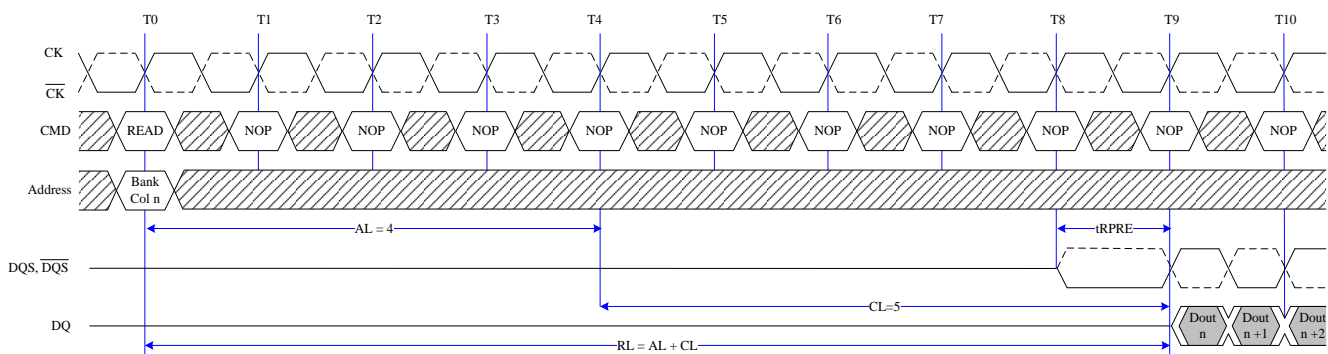 T0 T1 T2 T3 T4 T5 T6 T7 T8 T9 T10
CK
CK
CMD READ NOP NOP NOP NOP NOP NOP NOP NOP NOP NOP
Address Bank
Col n
AL = 4 tRPRE
DQS, DQS
CL=5
DQ Dout Dout Dout
n n +1 n +2
RL = AL + CL